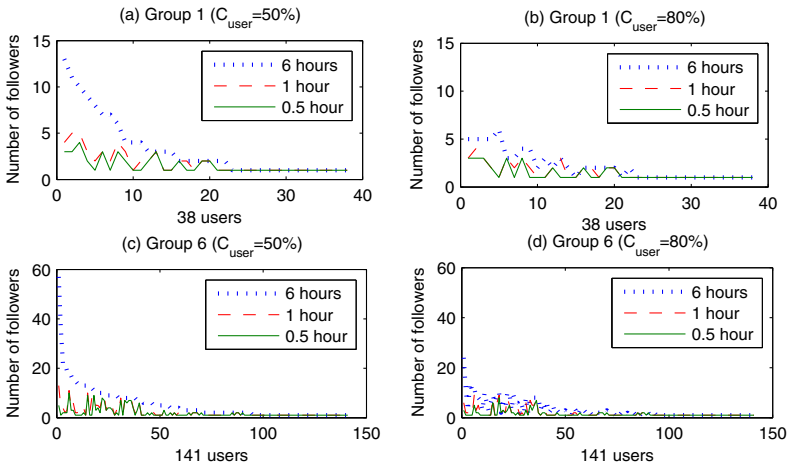 (a) Group 1 (C_user=50%)
Number of followers
15
10
5
0
0 10 20 30 40
38 users
6 hours
1 hour
0.5 hour
(b) Group 1 (C_user=80%)
Number of followers
15
10
5
0
0 10 20 30 40
38 users
6 hours
1 hour
0.5 hour
(c) Group 6 (C_user=50%)
Number of followers
60
40
20
0
0 50 100 150
141 users
6 hours
1 hour
0.5 hour
(d) Group 6 (C_user=80%)
Number of followers
60
40
20
0
0 50 100 150
141 users
6 hours
1 hour
0.5 hour